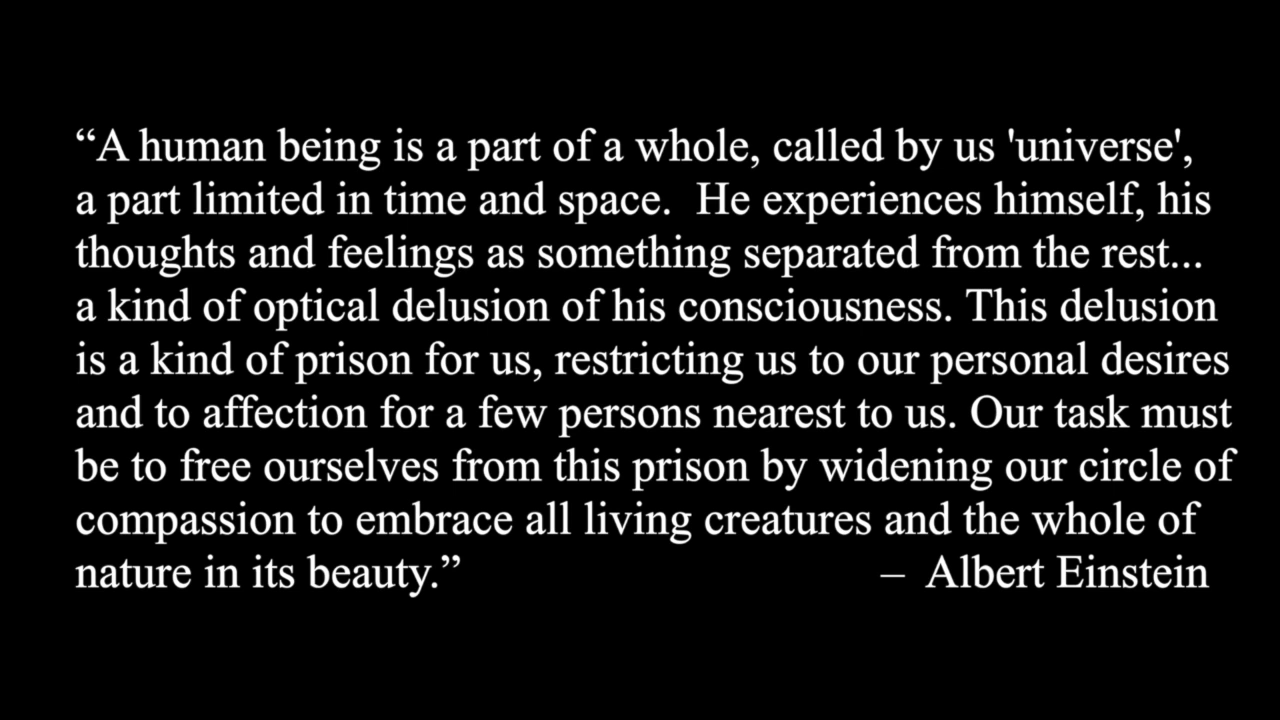 “A human being is a part of a whole, called by us 'universe',
a part limited in time and space.  He experiences himself, his
thoughts and feelings as something separated from the rest...
a kind of optical delusion of his consciousness. This delusion
is a kind of prison for us, restricting us to our personal desires
and to affection for a few persons nearest to us. Our task must
be to free ourselves from this prison by widening our circle of
compassion to embrace all living creatures and the whole of
nature in its beauty.” –  Albert Einstein